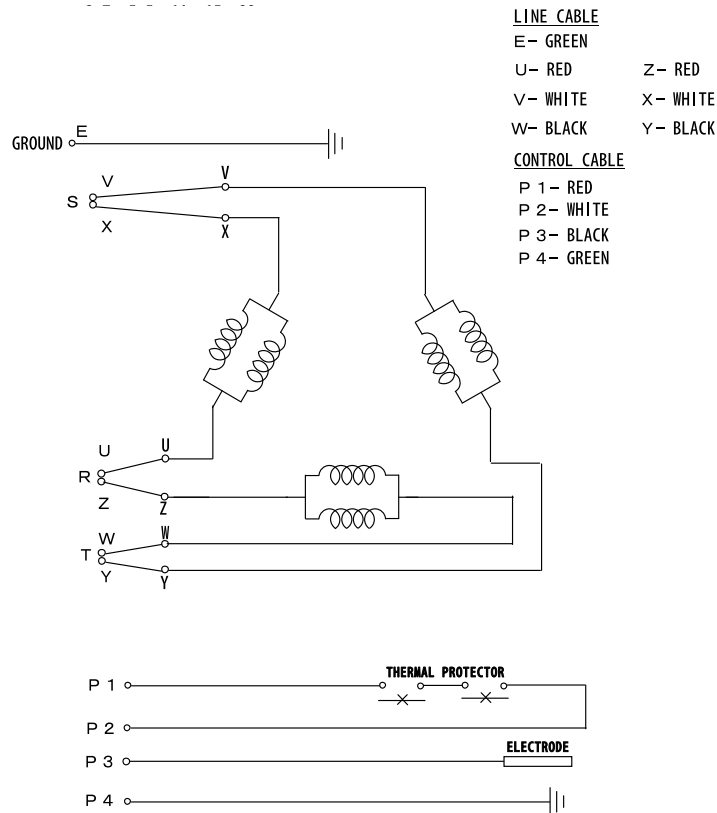 LINE CABLE
E- GREEN
U- RED Z- RED
V- WHITE X- WHITE
W- BLACK Y- BLACK
CONTROL CABLE
P 1- RED
P 2- WHITE
P 3- BLACK
P 4- GREEN
GROUND E
V V
S
X X
U U
R
Z Z
W W
T
Y Y
THERMAL PROTECTOR
P 1
P 2
ELECTRODE
P 3
P 4